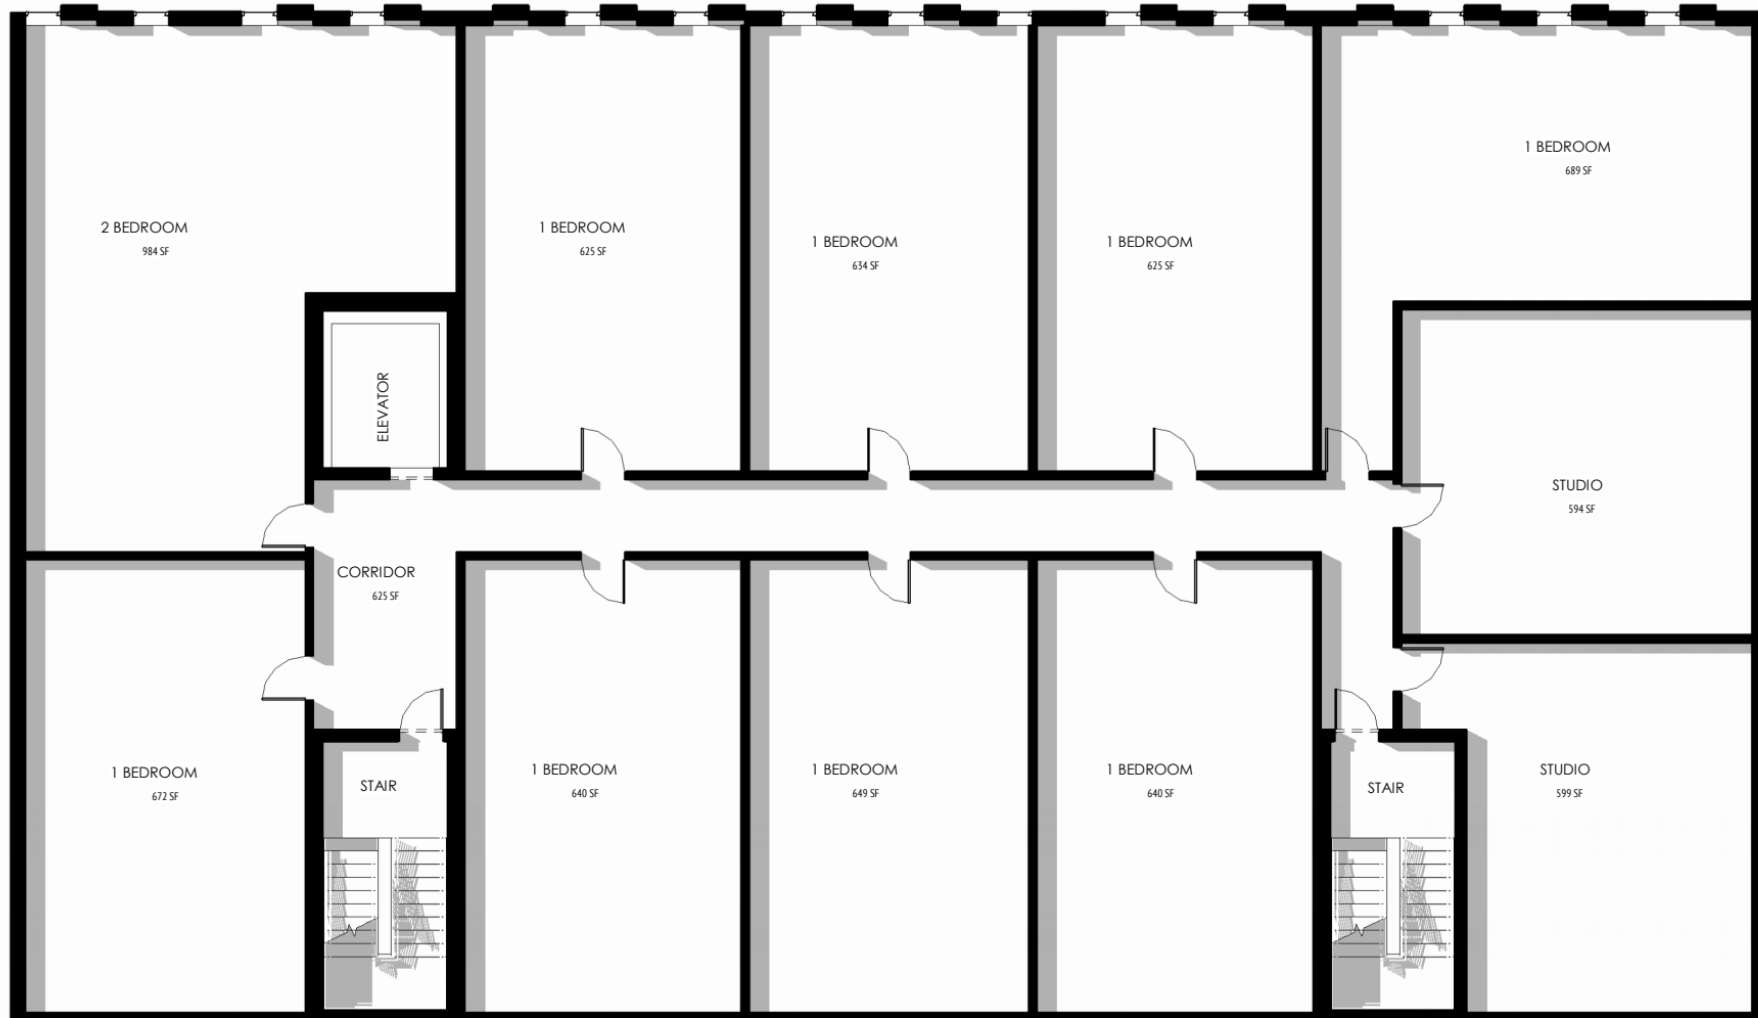 1 BEDROOM
689 SF
2 BEDROOM
984 SF
1 BEDROOM
625 SF
1 BEDROOM
634 SF
1 BEDROOM
625 SF
ELEVATOR
STUDIO
594 SF
CORRIDOR
625 SF
1 BEDROOM
672 SF
STAIR
1 BEDROOM
640 SF
1 BEDROOM
649 SF
1 BEDROOM
640 SF
STAIR
STUDIO
599 SF